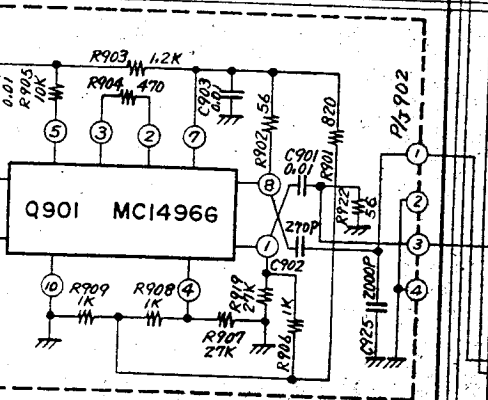 R903 1.2K
R904 470
0.01
R905
10K
C903
0.01
R902 56
820
R901
P/J902
5
3
2
7
1
8
C901
0.01
R922
56
2
Q901 MC1496G
270P
1
C902
3
10
R909
1K
R908
1K
4
R919
27K
R907
27K
R906 1K
C925 2000P
4